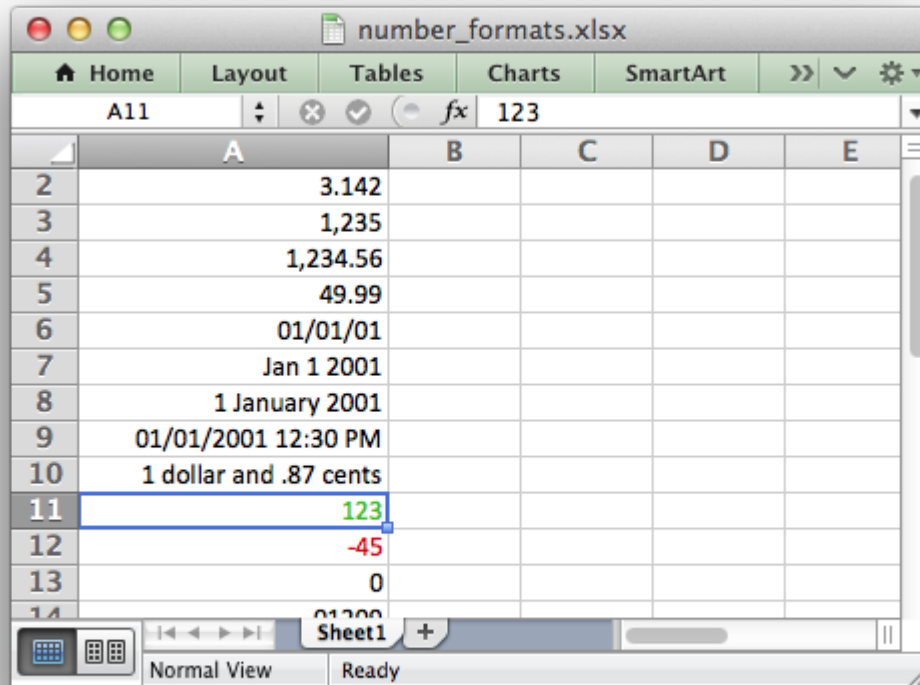 number_formats.xlsx
Home Layout Tables Charts SmartArt
A11 fx 123
A B C D E
2 3.142
3 1,235
4 1,234.56
5 49.99
6 01/01/01
7 Jan 1 2001
8 1 January 2001
9 01/01/2001 12:30 PM
10 1 dollar and .87 cents
11 123
12 -45
13 0
14
Sheet1
Normal View Ready